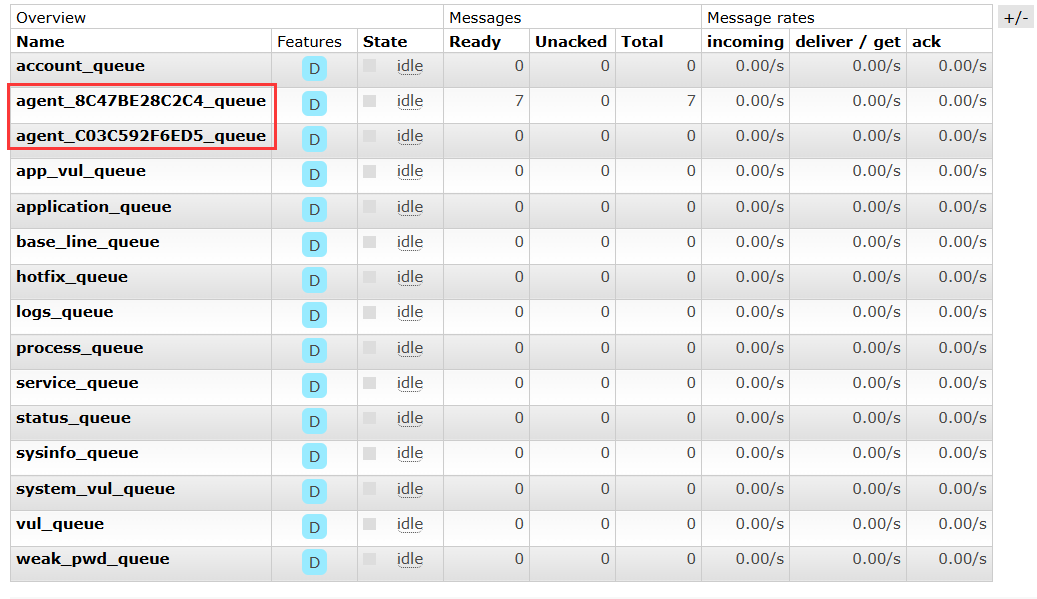 Overview Messages Message rates +/-
Name Features State Ready Unacked Total incoming deliver / get ack
account_queue D idle 0 0 0 0.00/s 0.00/s 0.00/s
agent_8C47BE28C2C4_queue D idle 7 0 7 0.00/s 0.00/s 0.00/s
agent_C03C592F6ED5_queue D idle 0 0 0 0.00/s 0.00/s 0.00/s
app_vul_queue D idle 0 0 0 0.00/s 0.00/s 0.00/s
application_queue D idle 0 0 0 0.00/s 0.00/s 0.00/s
base_line_queue D idle 0 0 0 0.00/s 0.00/s 0.00/s
hotfix_queue D idle 0 0 0 0.00/s 0.00/s 0.00/s
logs_queue D idle 0 0 0 0.00/s 0.00/s 0.00/s
process_queue D idle 0 0 0 0.00/s 0.00/s 0.00/s
service_queue D idle 0 0 0 0.00/s 0.00/s 0.00/s
status_queue D idle 0 0 0 0.00/s 0.00/s 0.00/s
sysinfo_queue D idle 0 0 0 0.00/s 0.00/s 0.00/s
system_vul_queue D idle 0 0 0 0.00/s 0.00/s 0.00/s
vul_queue D idle 0 0 0 0.00/s 0.00/s 0.00/s
weak_pwd_queue D idle 0 0 0 0.00/s 0.00/s 0.00/s